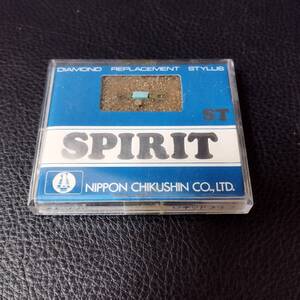 DIAMOND REPLACEMENT STYLUS
ST
SPIRIT
NIPPON CHIKUSHIN CO., LTD.